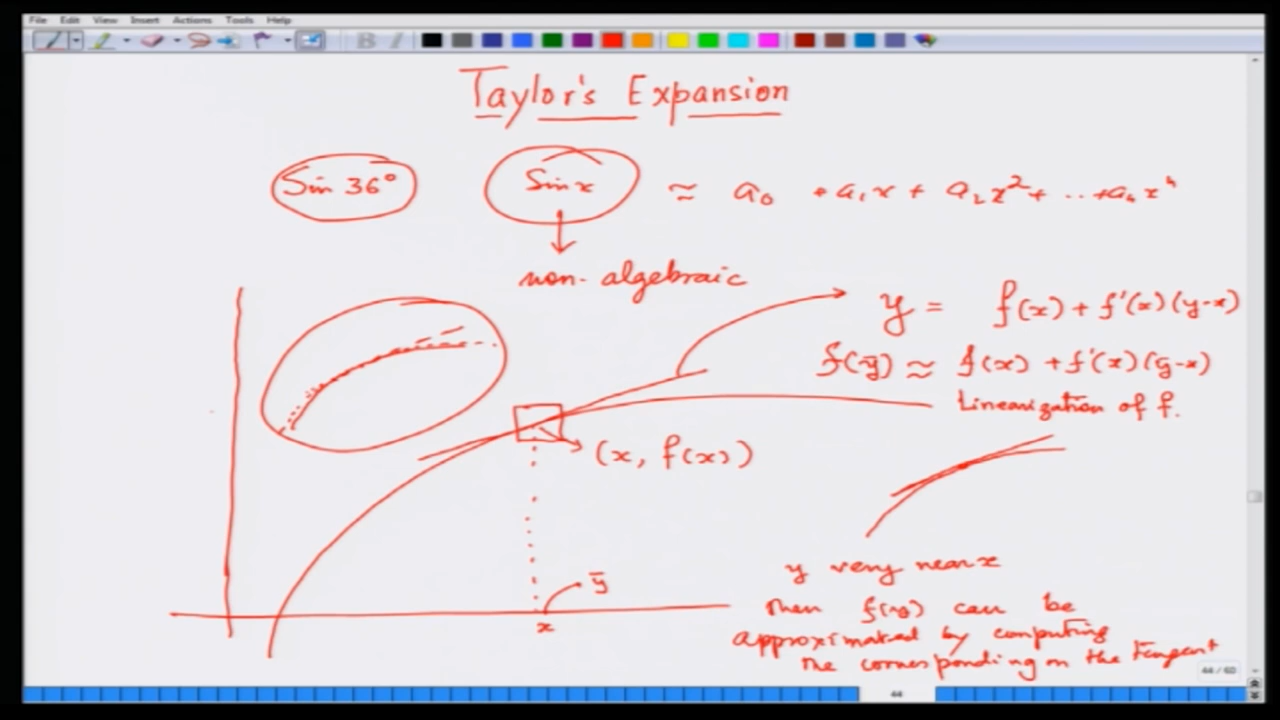 File Edit View Insert Actions Tools Help
B I
Taylor's Expansion
Sin 36° Sin x ≈ a₀ + a₁x + a₂x² + ... + a₄x⁴
non-algebraic
y = f(x) + f'(x)(y-x)
f(ȳ) ≈ f(x) + f'(x)(ȳ-x)
Linearization of f.
(x, f(x))
y very near x
ȳ
Then f(y) can be
x
approximated by computing
the corresponding on the tangent
44 / 60
44